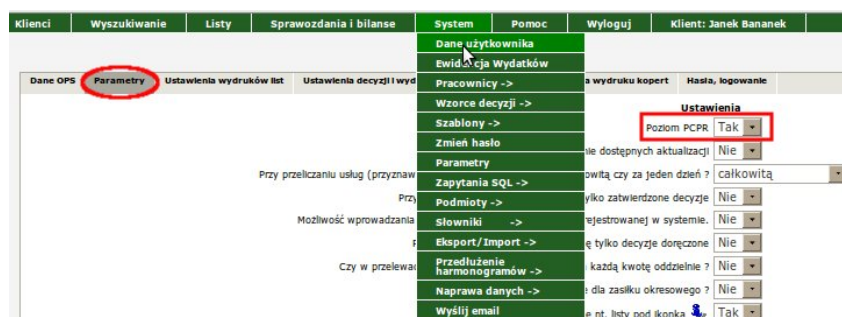 Klienci Wyszukiwanie Listy Sprawozdania i bilanse System Pomoc Wyloguj Klient: Janek Bananek
Dane użytkownika
Ewidencja Wydatków
Dane OPS Parametry Ustawienia wydruków list Ustawienia decyzji i wyd Pracownicy -> a wydruku kopert Hasła, logowanie
Wzorce decyzji -> Ustawienia
Szablony -> Poziom PCPR Tak
Zmień hasło nie dostępnych aktualizacji Nie
Parametry
Przy przeliczaniu usług (przyznaw Zapytania SQL -> owitą czy za jeden dzień ? całkowitą
Przy Podmioty -> ylko zatwierdzone decyzje Nie
Możliwość wprowadzania Słowniki -> rejestrowanej w systemie. Nie
Eksport/Import -> ę tylko decyzje doręczone Nie
Czy w przelewac Przedłużenie harmonogramów -> każdą kwotę oddzielnie ? Nie
Naprawa danych -> dla zasiłku okresowego ? Nie
Wyślij email e nt. listy pod ikonką Tak